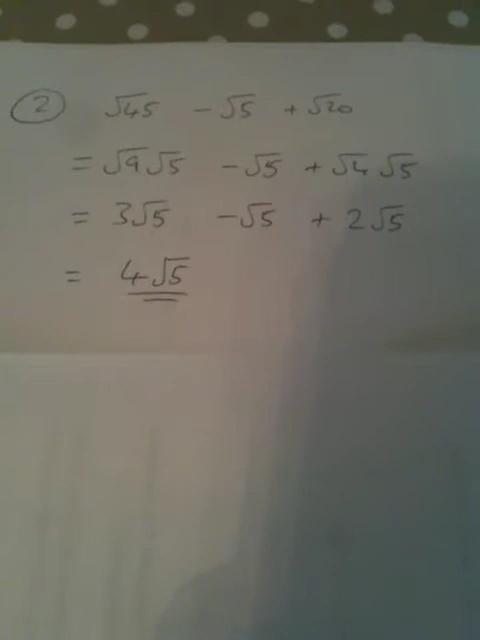 ② √45 - √5 + √20
= √9 √5 - √5 + √4 √5
= 3√5 - √5 + 2√5
= 4√5